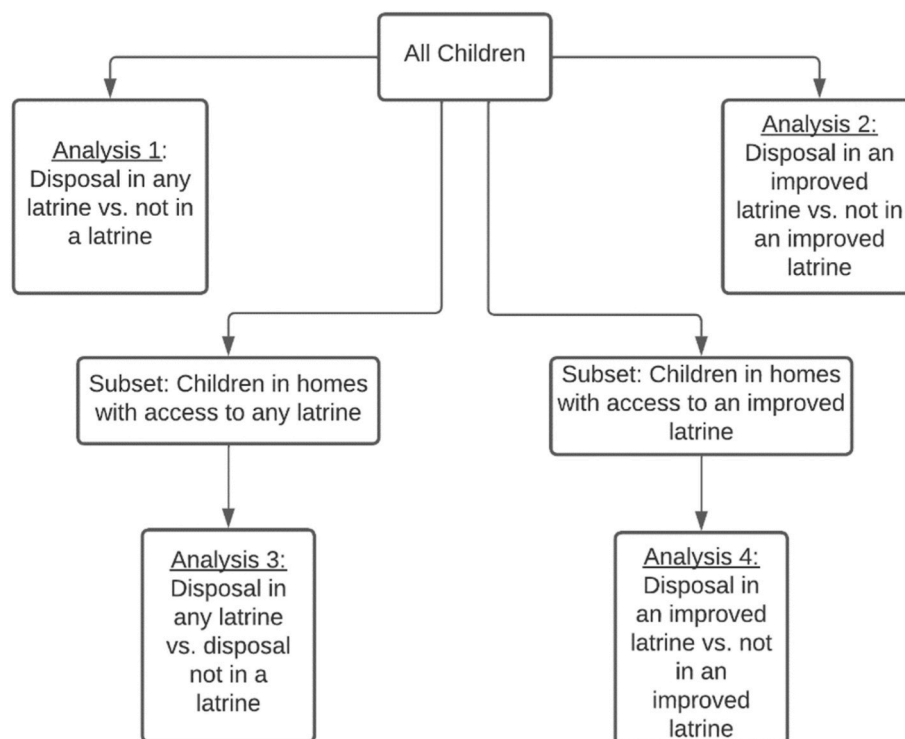 All Children
Analysis 1:
Disposal in any
latrine vs. not in
a latrine
Analysis 2:
Disposal in an
improved
latrine vs. not in
an improved
latrine
Subset: Children in homes
with access to any latrine
Subset: Children in homes
with access to an improved
latrine
Analysis 3:
Disposal in
any latrine
vs. disposal
not in a
latrine
Analysis 4:
Disposal in
an improved
latrine vs. not
in an
improved
latrine